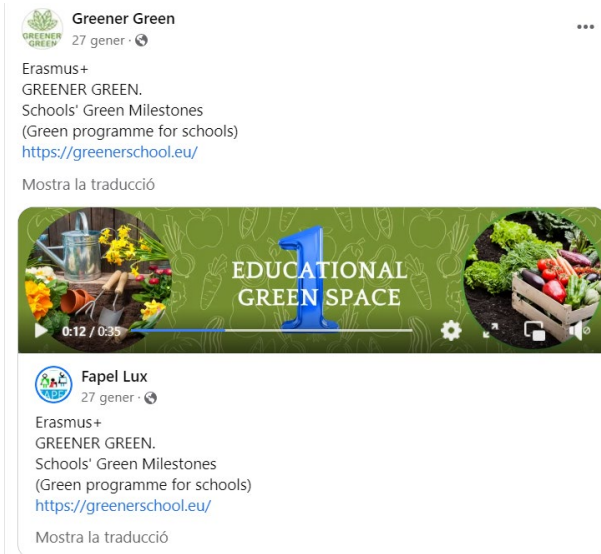 GREENER
GREEN
Greener Green
27 gener ·
Erasmus+
GREENER GREEN.
Schools' Green Milestones
(Green programme for schools)
https://greenerschool.eu/
Mostra la traducció
1
EDUCATIONAL
GREEN SPACE
0:12 / 0:35
Fapel Lux
27 gener ·
Erasmus+
GREENER GREEN.
Schools' Green Milestones
(Green programme for schools)
https://greenerschool.eu/
Mostra la traducció